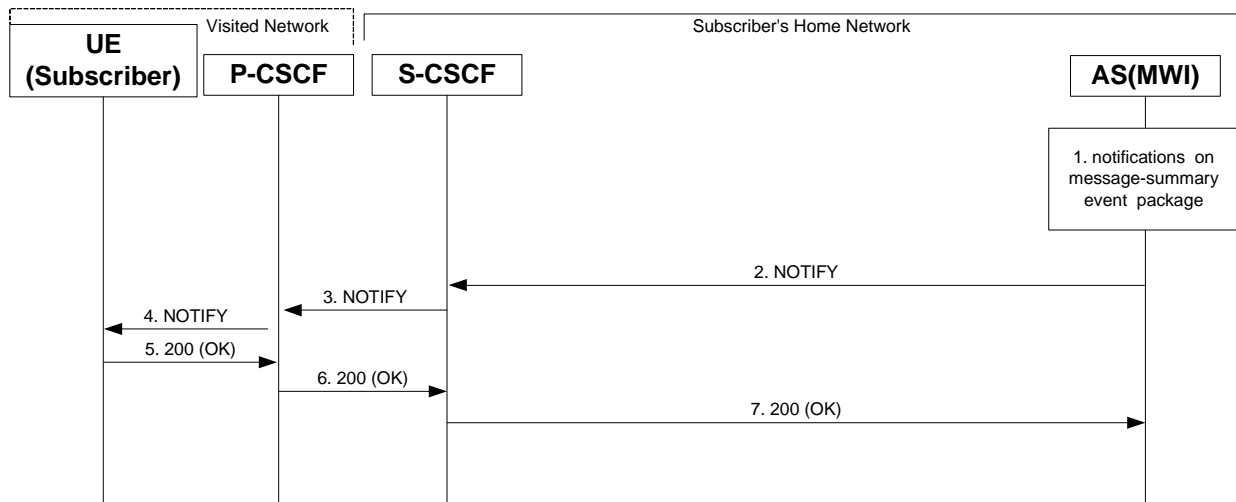 Visited Network
Subscriber's Home Network
UE
(Subscriber)
P-CSCF
S-CSCF
AS(MWI)
1. notifications on
message-summary
event package
2. NOTIFY
3. NOTIFY
4. NOTIFY
5. 200 (OK)
6. 200 (OK)
7. 200 (OK)